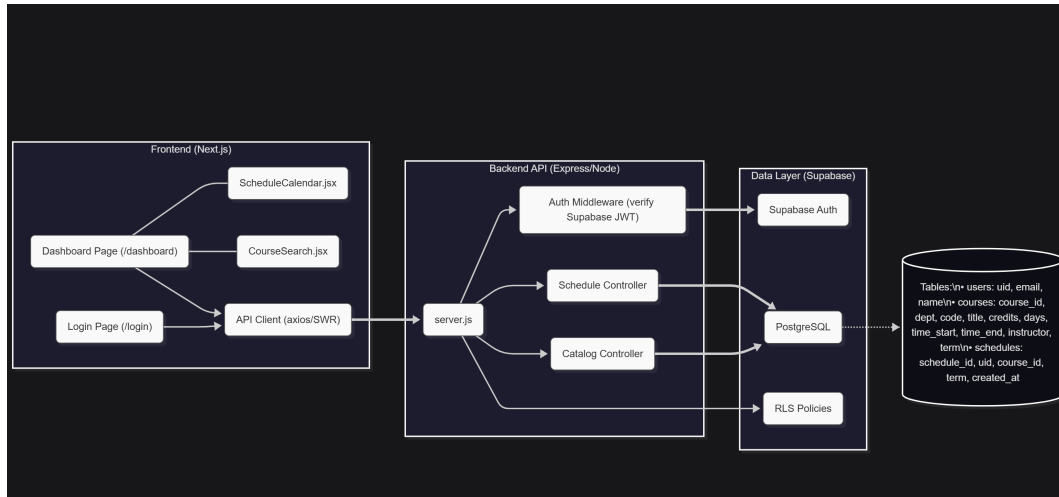 Frontend (Next.js)
ScheduleCalendar.jsx
Dashboard Page (/dashboard)
CourseSearch.jsx
Login Page (/login)
API Client (axios/SWR)
Backend API (Express/Node)
Auth Middleware (verify
Supabase JWT)
Schedule Controller
server.js
Catalog Controller
Data Layer (Supabase)
Supabase Auth
PostgreSQL
RLS Policies
Tables:\n• users: uid, email,
name\n• courses: course_id,
dept, code, title, credits, days,
time_start, time_end, instructor,
term\n• schedules:
schedule_id, uid, course_id,
term, created_at